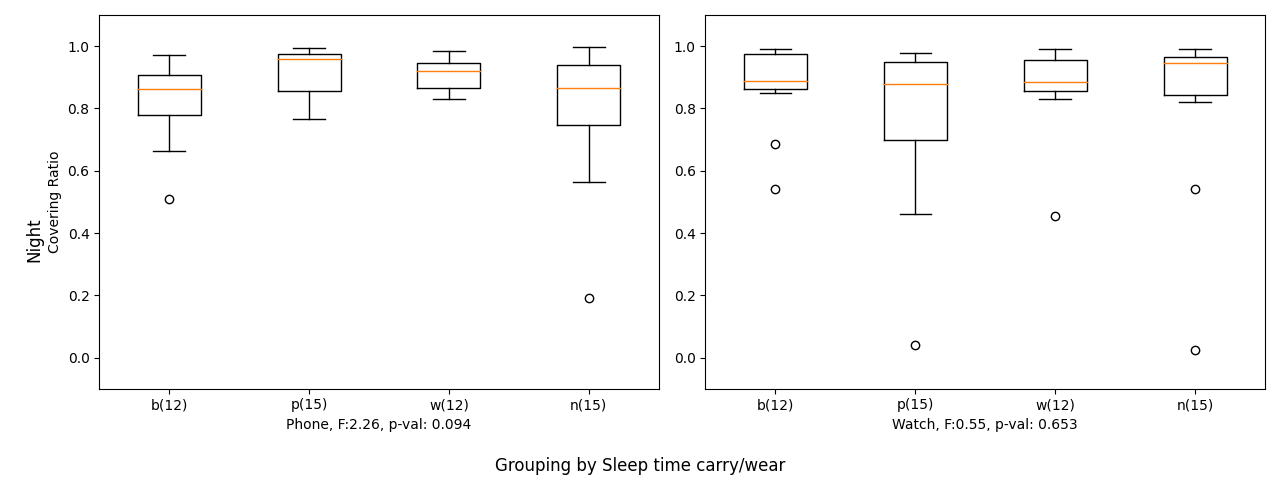 Night
Covering Ratio
1.0
0.8
0.6
0.4
0.2
0.0
b(12) p(15) w(12) n(15)
Phone, F:2.26, p-val: 0.094
1.0
0.8
0.6
0.4
0.2
0.0
b(12) p(15) w(12) n(15)
Watch, F:0.55, p-val: 0.653
Grouping by Sleep time carry/wear